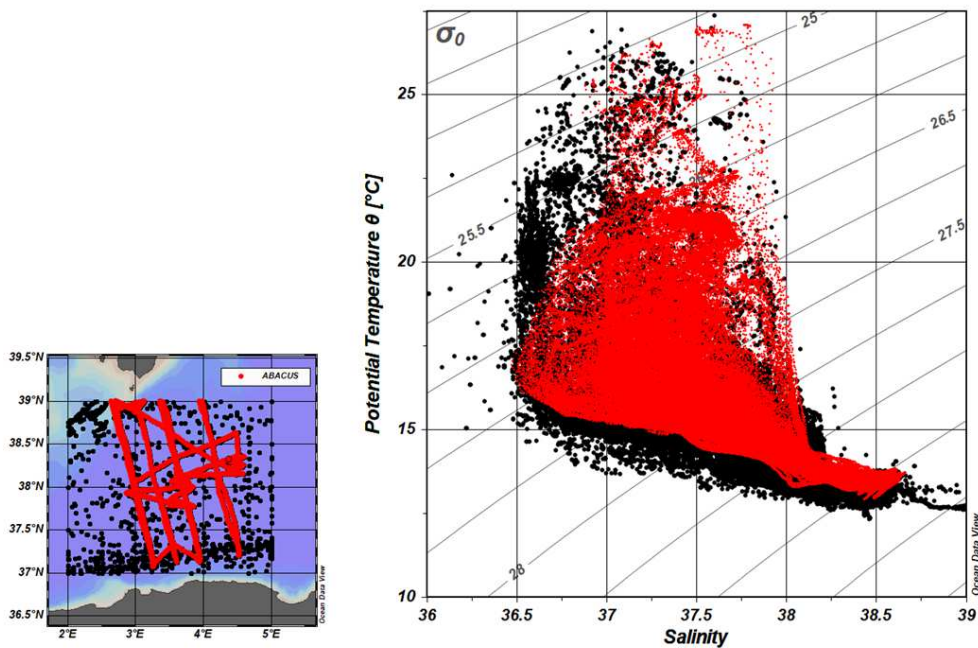 39.5°N
39°N
38.5°N
38°N
37.5°N
37°N
36.5°N
2°E
3°E
4°E
5°E
ABACUS
Ocean Data View
σ0
25
26.5
25.5
27.5
28
Potential Temperature θ [°C]
25
20
15
10
36
36.5
37
37.5
38
38.5
39
Salinity
Ocean Data View